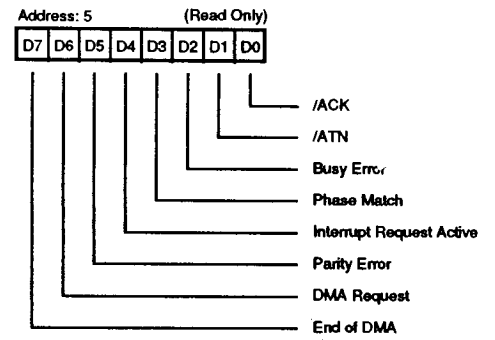 Address: 5 (Read Only)
D7 D6 D5 D4 D3 D2 D1 D0
/ACK
/ATN
Busy Error
Phase Match
Interrupt Request Active
Parity Error
DMA Request
End of DMA